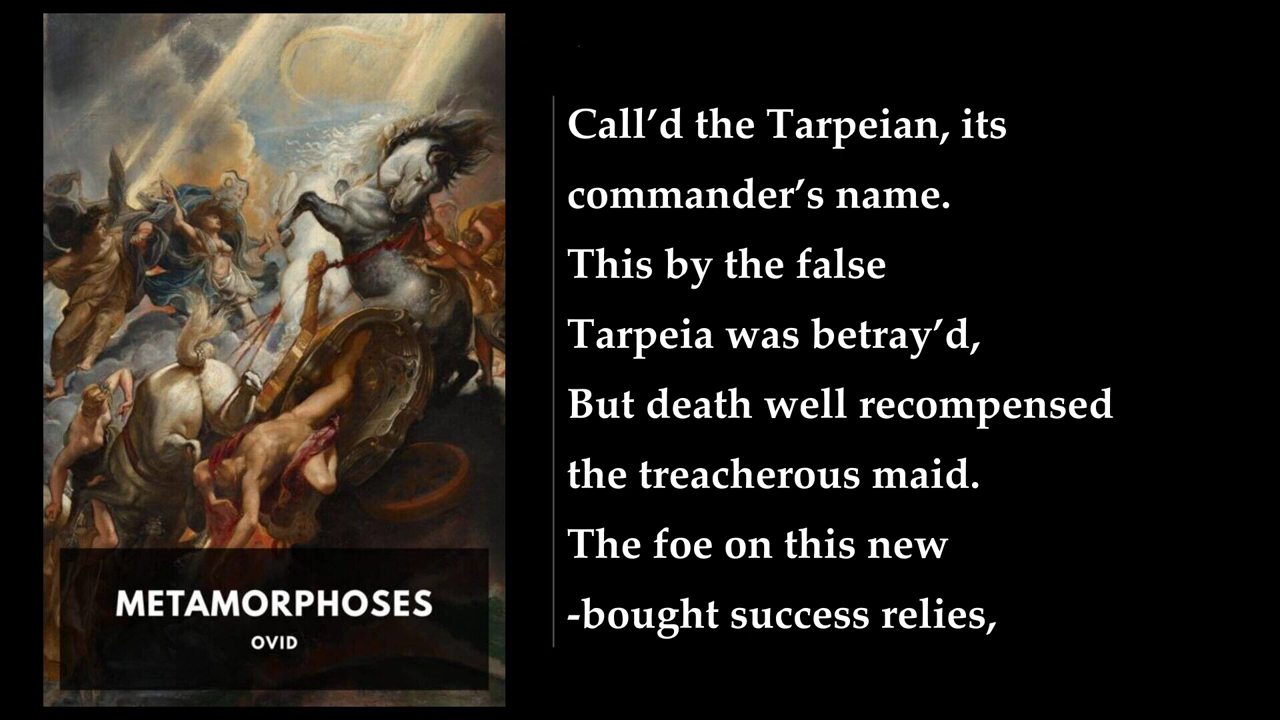 METAMORPHOSES
OVID
Call’d the Tarpeian, its
commander’s name.
This by the false
Tarpeia was betray’d,
But death well recompensed
the treacherous maid.
The foe on this new
-bought success relies,